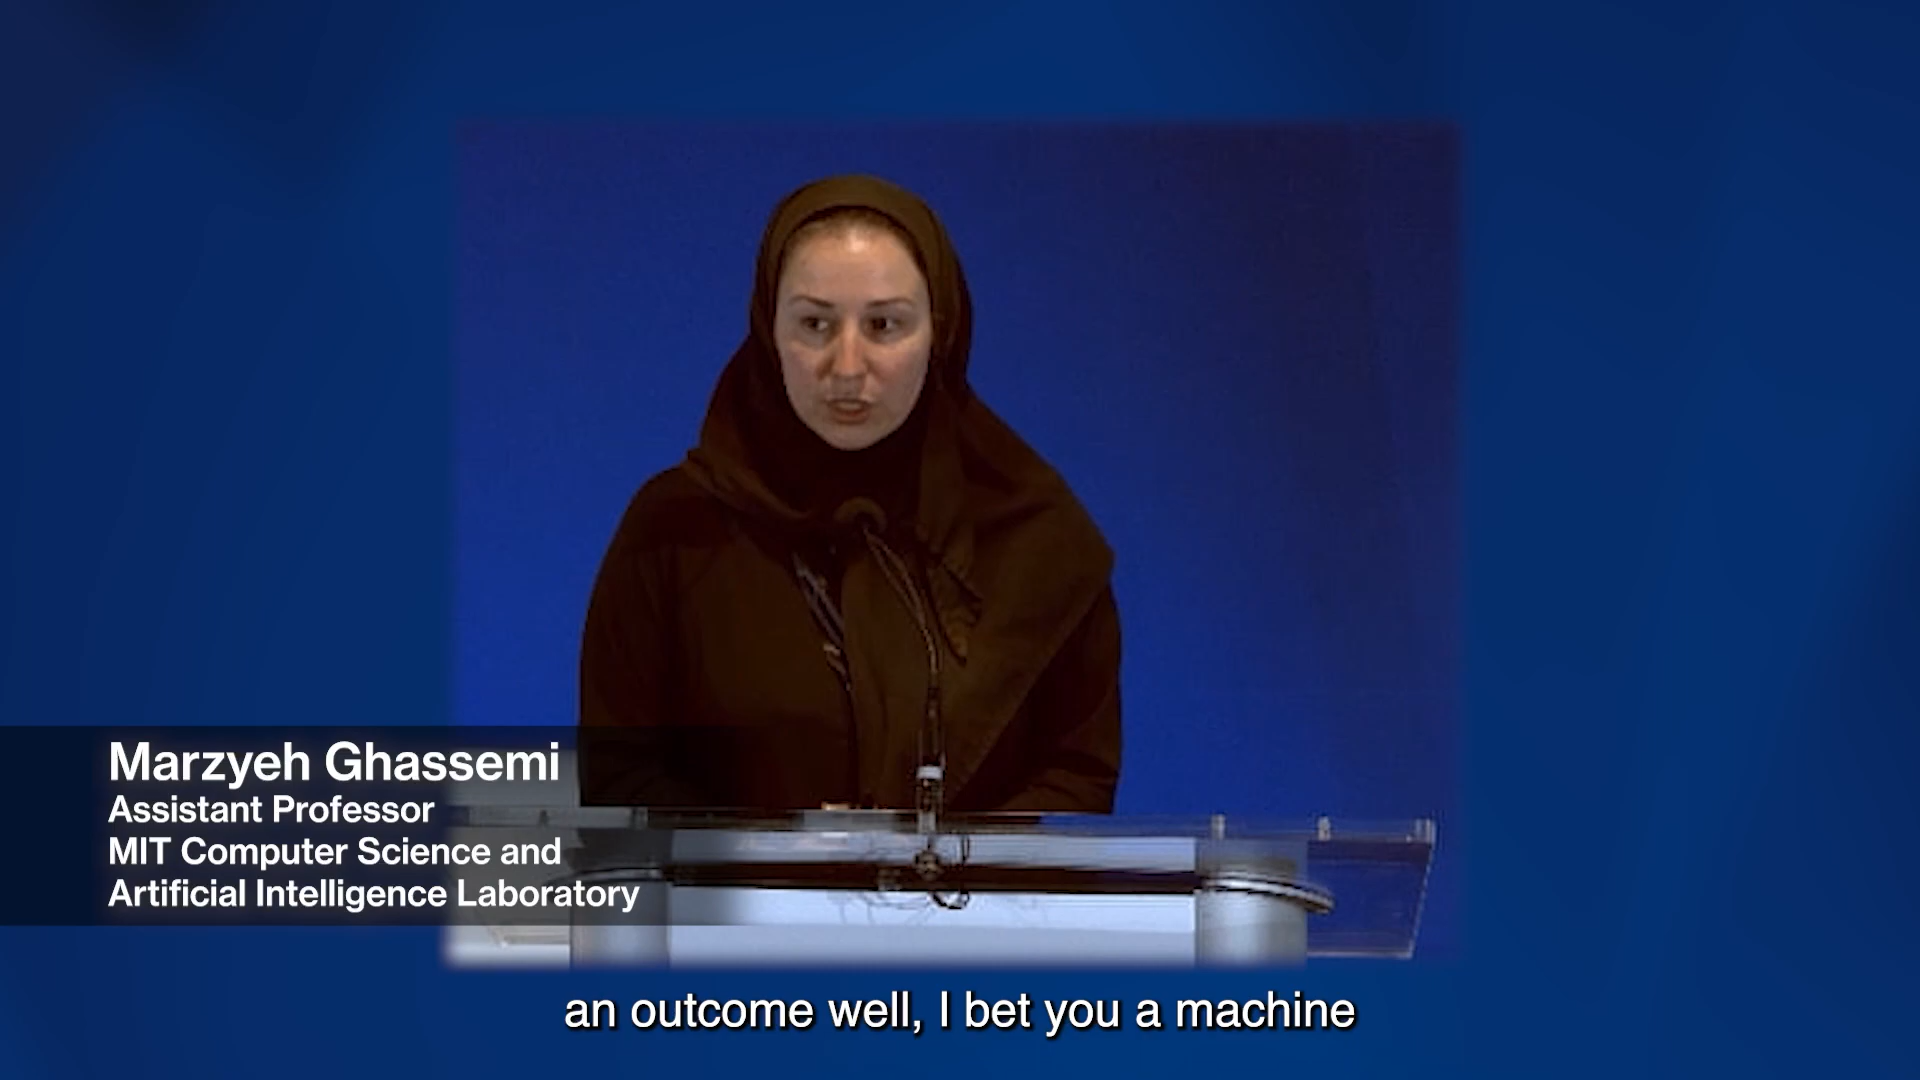 Marzyeh Ghassemi
Assistant Professor
MIT Computer Science and
Artificial Intelligence Laboratory
an outcome well, I bet you a machine